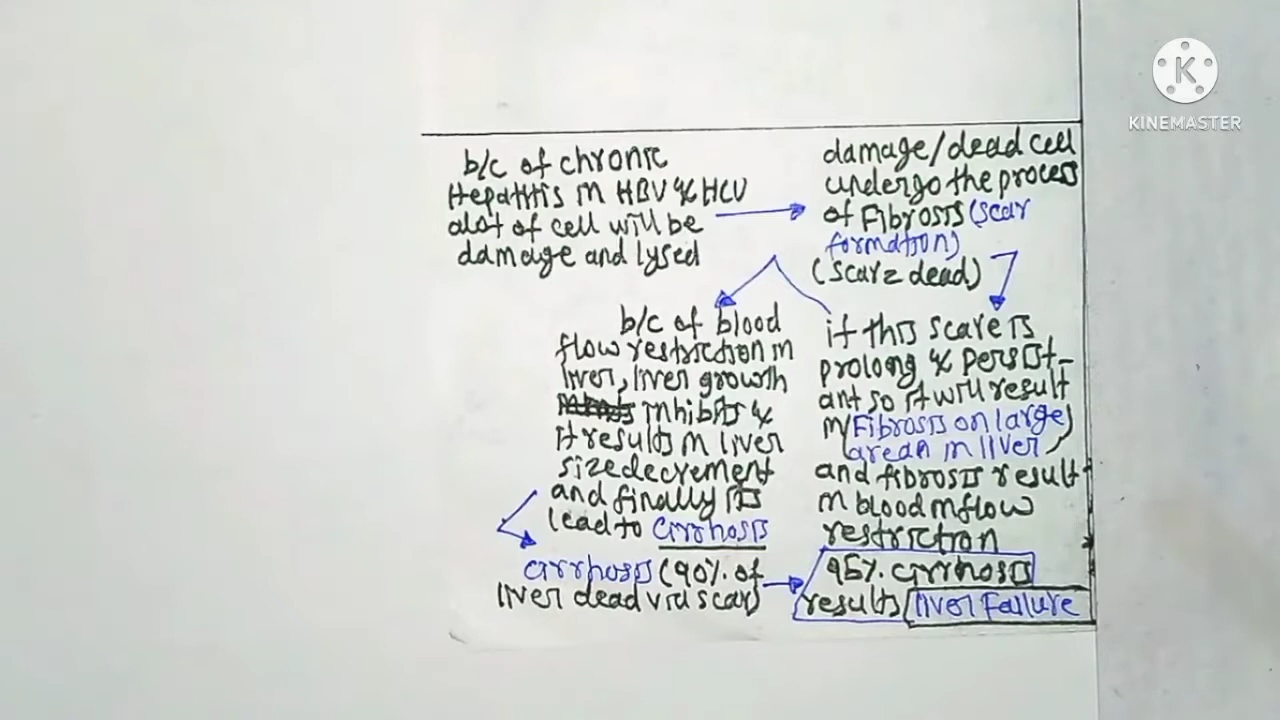 KINEMASTER
b/c of chronic
Hepatitis in HBV & HCV
alot of cell will be
damage and lysed
damage/dead cell
undergo the process
of Fibrosis (scar
formation)
(scar = dead)
if this scare is
prolong & persist-
ant so it will result
in (Fibrosis on large
area in liver)
and fibrosis result
in blood inflow
restriction
b/c of blood
flow restriction in
liver, liver growth
inhibits &
it results in liver
size decrement
and finally its
lead to cirrhosis
cirrhosis (90% of
liver dead via scar)
95% cirrhosis
results liver Failure